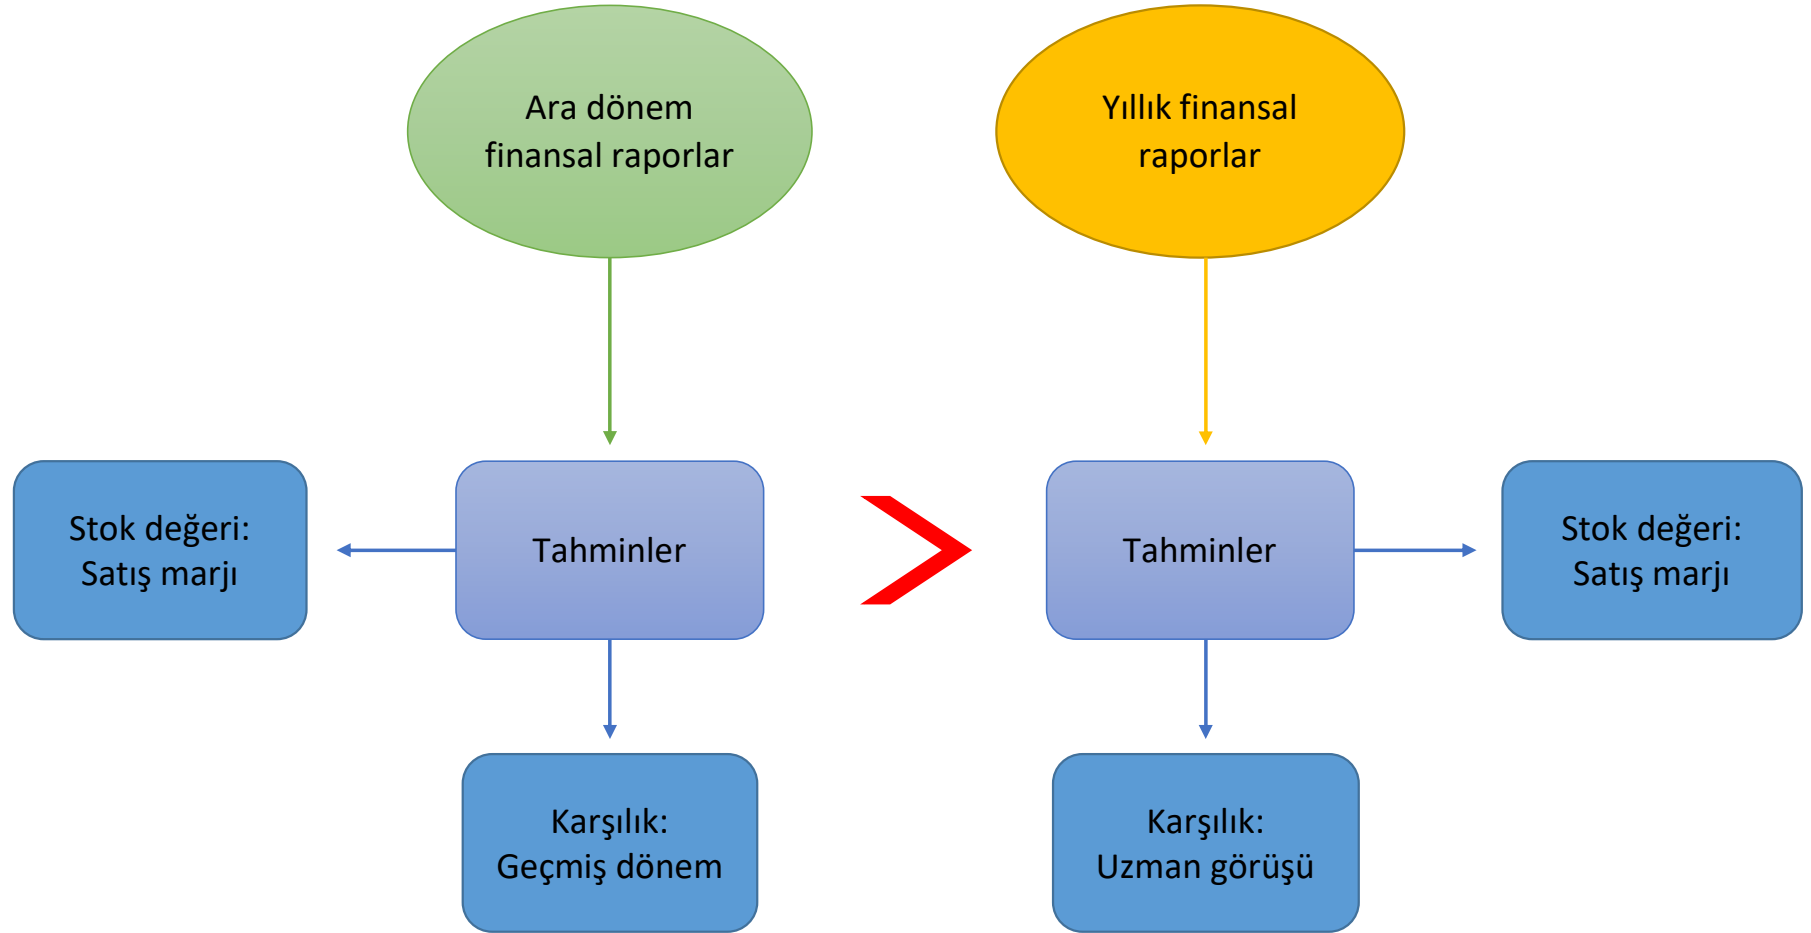 Ara dönem
finansal raporlar
Yıllık finansal
raporlar
Stok değeri:
Satış marjı
Tahminler
Tahminler
Stok değeri:
Satış marjı
Karşılık:
Geçmiş dönem
Karşılık:
Uzman görüşü